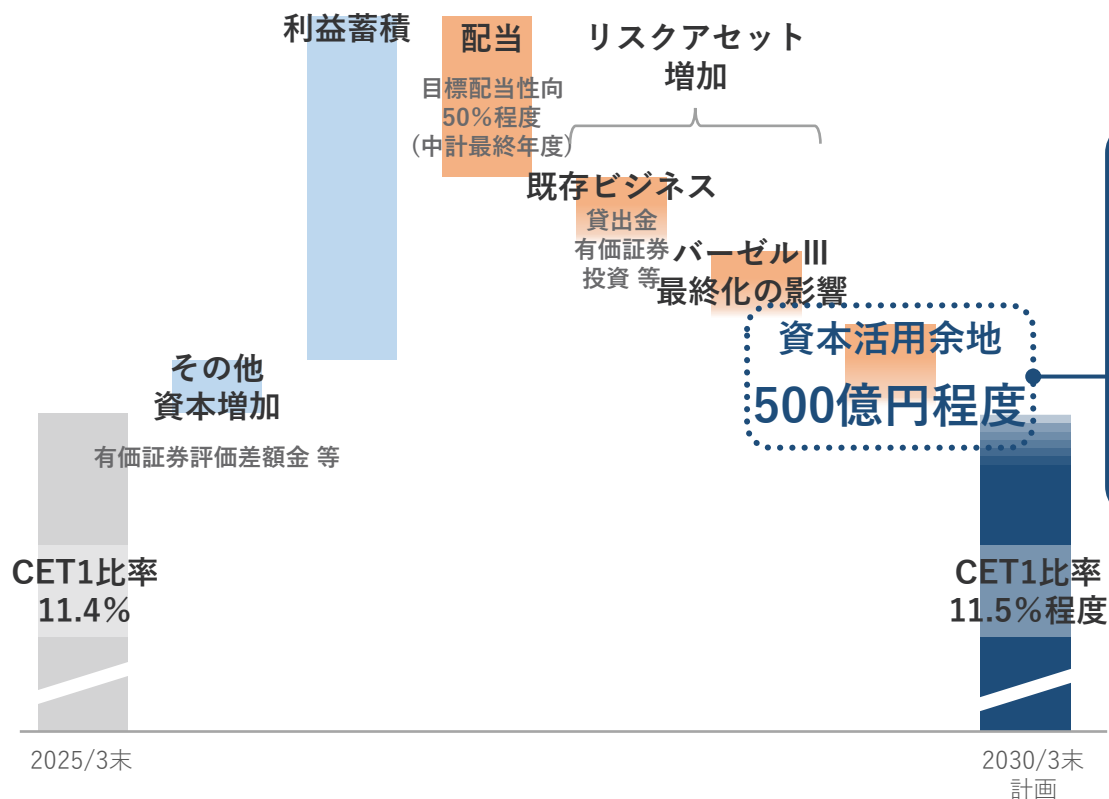 利益蓄積
配当
目標配当性向
50%程度
(中計最終年度)
リスクアセット
増加
既存ビジネス
貸出金
有価証券
投資 等
バーゼルⅢ
最終化の影響
資本活用余地
500億円程度
その他
資本増加
有価証券評価差額金 等
CET1比率
11.4%
CET1比率
11.5%程度
2025/3末
2030/3末
計画